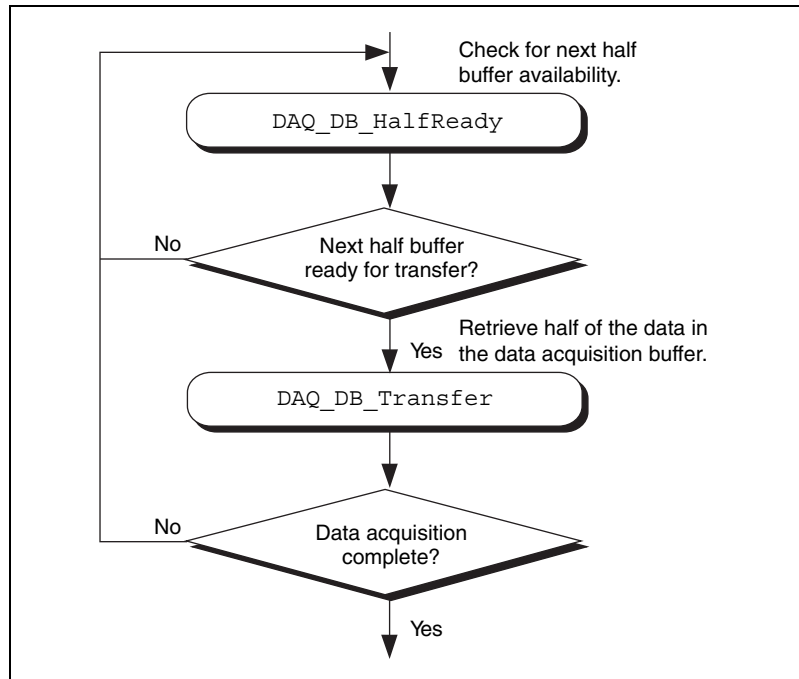 Check for next half
buffer availability.
DAQ_DB_HalfReady
No
Next half buffer
ready for transfer?
Retrieve half of the data in
the data acquisition buffer.
Yes
DAQ_DB_Transfer
No
Data acquisition
complete?
Yes